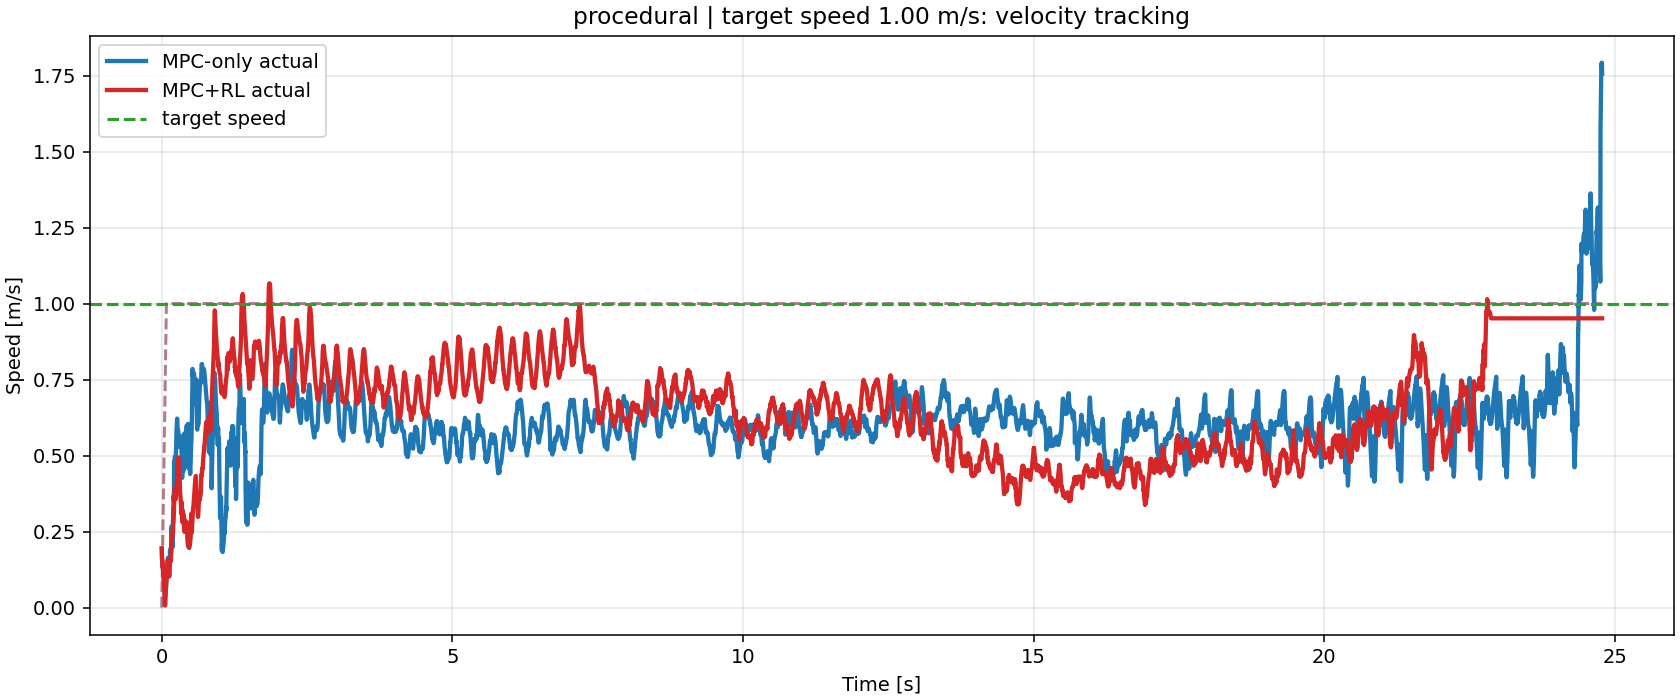 procedural | target speed 1.00 m/s: velocity tracking
MPC-only actual
MPC+RL actual
target speed
Speed [m/s]
1.75
1.50
1.25
1.00
0.75
0.50
0.25
0.00
0 5 10 15 20 25
Time [s]